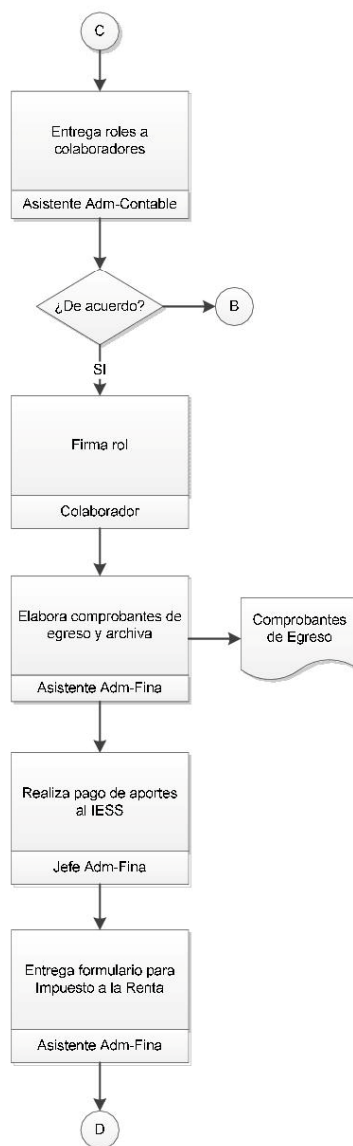 C
Entrega roles a
colaboradores
Asistente Adm-Contable
¿De acuerdo?
B
SI
Firma rol
Colaborador
Elabora comprobantes de
egreso y archiva
Comprobantes
de Egreso
Asistente Adm-Fina
Realiza pago de aportes
al IESS
Jefe Adm-Fina
Entrega formulario para
Impuesto a la Renta
Asistente Adm-Fina
D